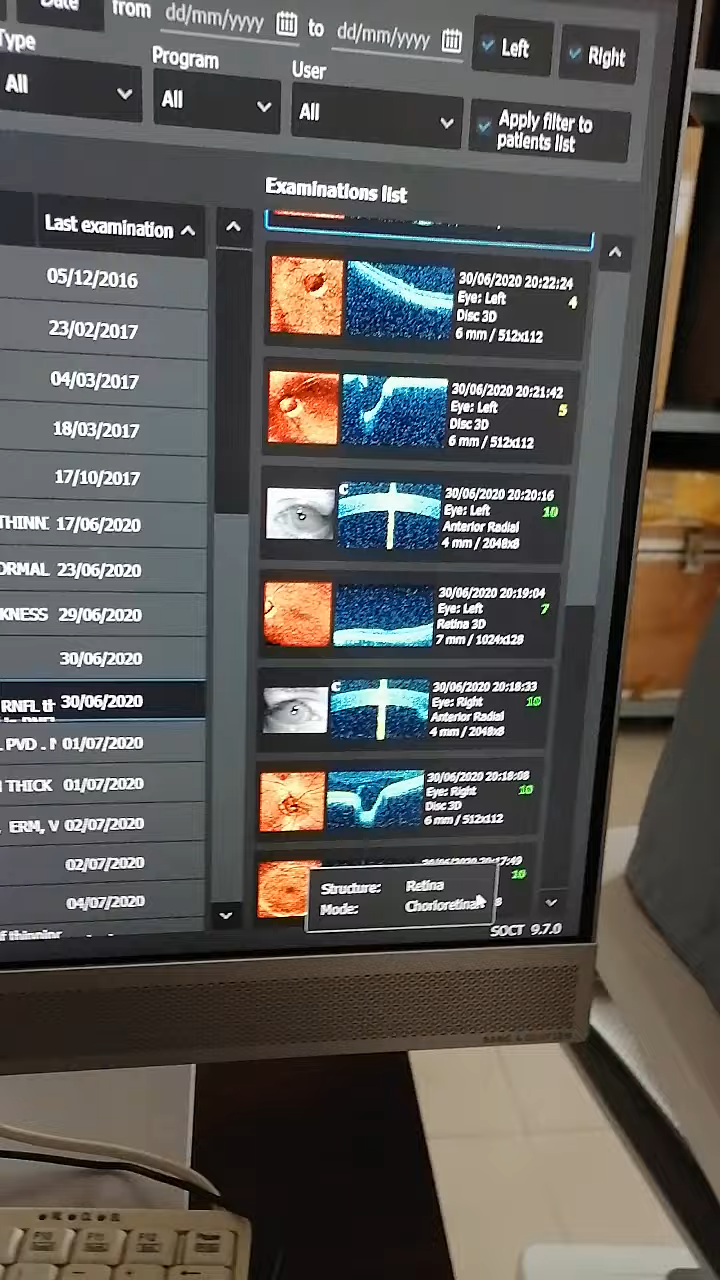 Date from dd/mm/yyyy to dd/mm/yyyy Left Right
Type Program User
All All All Apply filter to
patients list
Examinations list
Last examination
05/12/2016
23/02/2017
04/03/2017
18/03/2017
17/10/2017
THINN 17/06/2020
ORMAL 23/06/2020
KNESS 29/06/2020
30/06/2020
RNFL th 30/06/2020
PVD . 01/07/2020
THICK 01/07/2020
ERM, V 02/07/2020
02/07/2020
04/07/2020
f thinning
30/06/2020 20:22:24
Eye: Left 4
Disc 3D
6 mm / 512x112
30/06/2020 20:21:42
Eye: Left 5
Disc 3D
6 mm / 512x112
C
30/06/2020 20:20:16
Eye: Left 10
Anterior Radial
4 mm / 2048x8
30/06/2020 20:19:04
Eye: Left 7
Retina 3D
7 mm / 1024x128
C
30/06/2020 20:18:33
Eye: Right 10
Anterior Radial
4 mm / 2048x8
30/06/2020 20:18:08
Eye: Right 10
Disc 3D
6 mm / 512x112
20:17:49
10
Structure: Retina
Mode: Chorioretinal 8
SOCT 9.7.0
F10 F11 F12 Pause